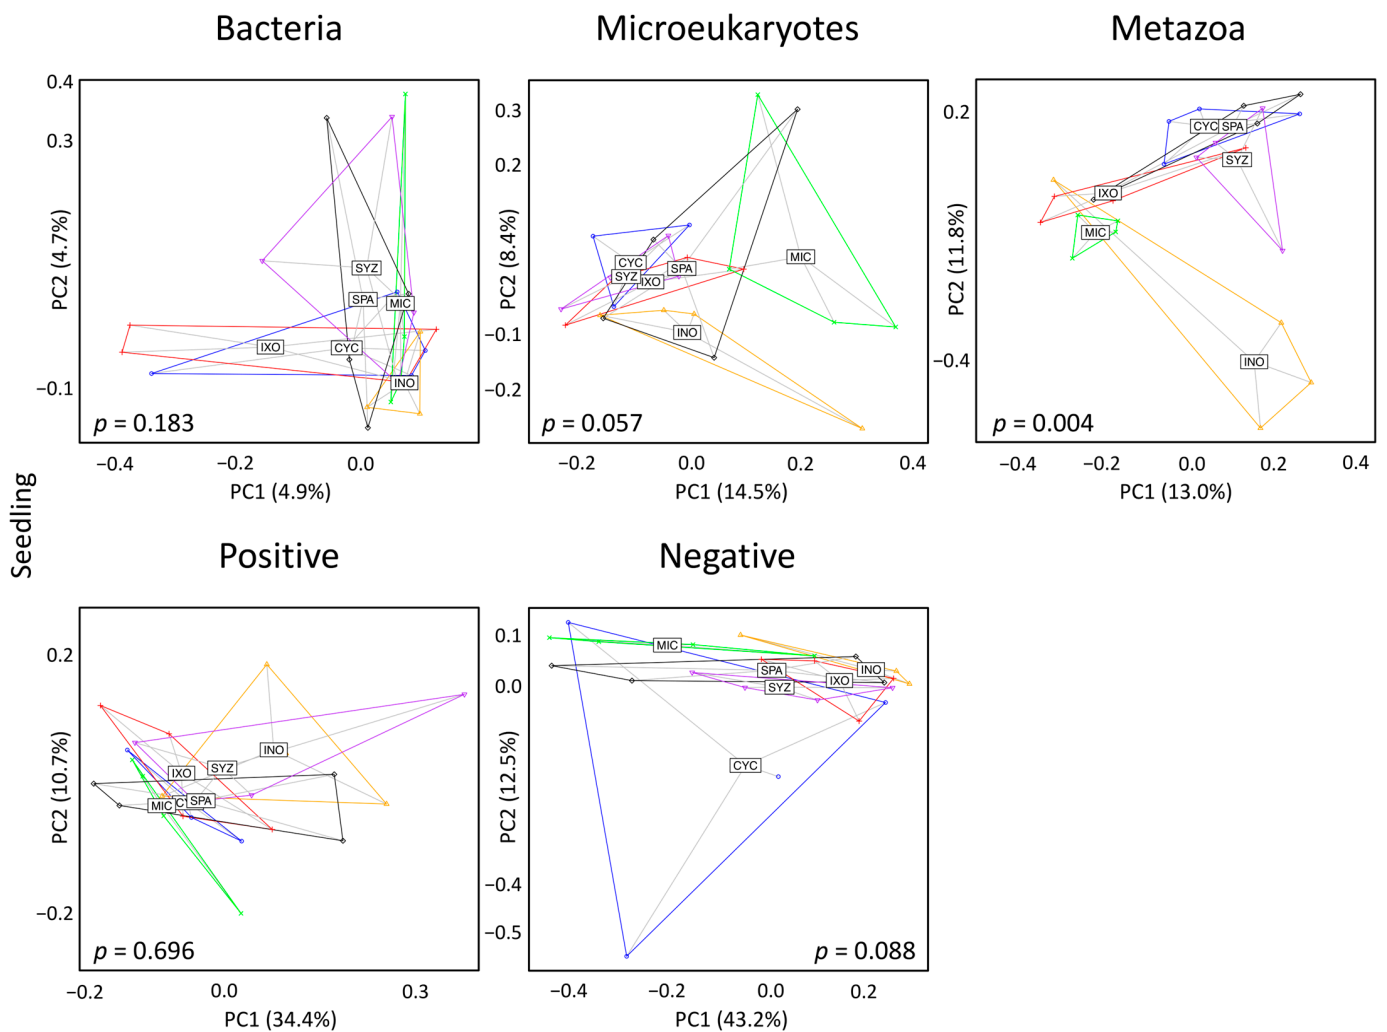 Bacteria
Microeukaryotes
Metazoa
0.4
0.3
−0.1
PC2 (4.7%)
SYZ
SPA
MIC
IXO
CYC
INO
p = 0.183
−0.4
−0.2
0.0
PC1 (4.9%)
0.3
0.2
−0.1
−0.2
PC2 (8.4%)
MIC
CYC
SPA
SYZ
IXO
INO
p = 0.057
−0.2
0.0
0.2
0.4
PC1 (14.5%)
0.2
−0.4
PC2 (11.8%)
CYC
SPA
SYZ
IXO
MIC
INO
p = 0.004
−0.4
−0.2
0.0
0.2
0.4
PC1 (13.0%)
Seedling
Positive
Negative
0.2
−0.2
PC2 (10.7%)
INO
SYZ
IXO
MIC
CY
SPA
p = 0.696
−0.2
0.0
0.3
PC1 (34.4%)
0.1
0.0
−0.4
−0.5
PC2 (12.5%)
MIC
SPA
INO
IXO
SYZ
CYC
p = 0.088
−0.4
−0.2
0.0
0.2
PC1 (43.2%)